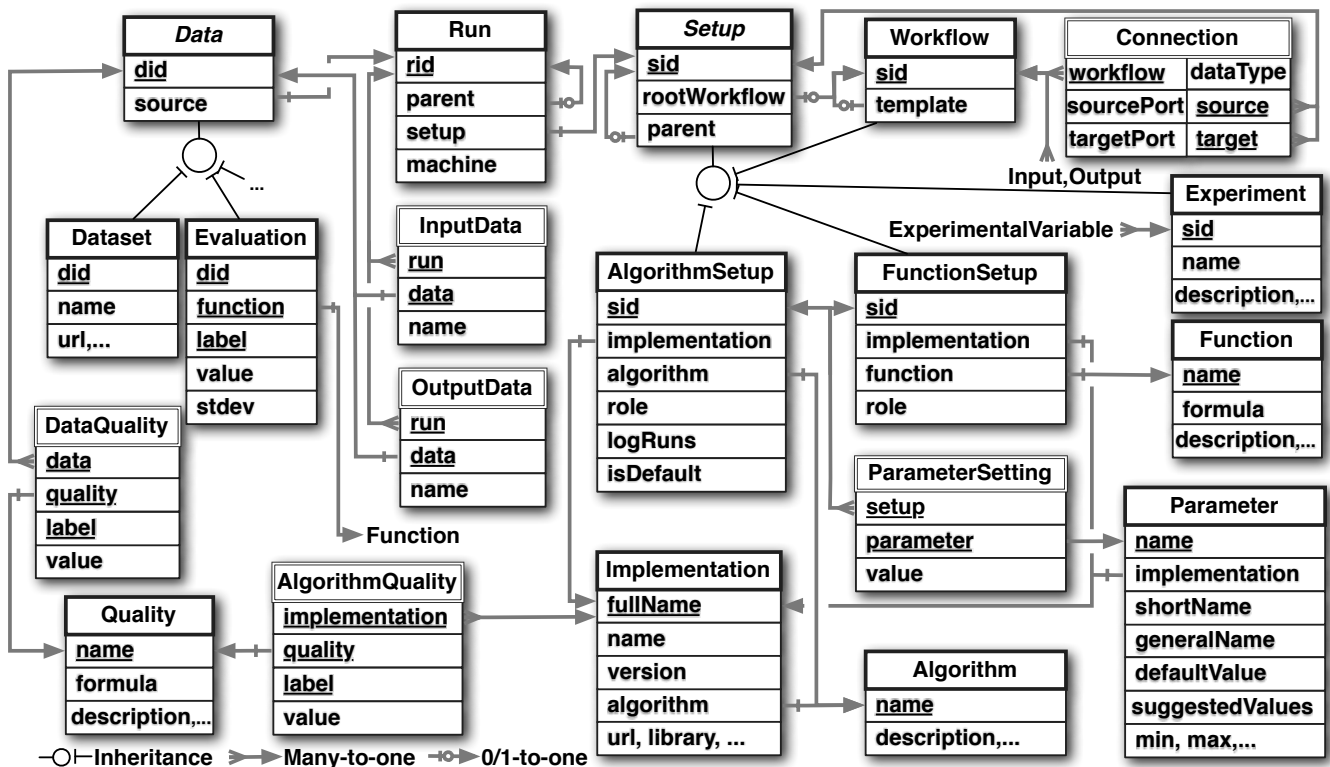 Data
did
source
Run
rid
parent
setup
machine
Setup
sid
rootWorkflow
parent
Workflow
sid
template
Connection
workflow dataType
sourcePort source
targetPort target
...
Input,Output
Dataset
did
name
url,...
Evaluation
did
function
label
value
stdev
InputData
run
data
name
OutputData
run
data
name
AlgorithmSetup
sid
implementation
algorithm
role
logRuns
isDefault
FunctionSetup
sid
implementation
function
role
ExperimentalVariable
Experiment
sid
name
description,...
Function
name
formula
description,...
DataQuality
data
quality
label
value
Function
ParameterSetting
setup
parameter
value
Parameter
name
implementation
shortName
generalName
defaultValue
suggestedValues
min, max,...
Quality
name
formula
description,...
AlgorithmQuality
implementation
quality
label
value
Implementation
fullName
name
version
algorithm
url, library, ...
Algorithm
name
description,...
Inheritance Many-to-one 0/1-to-one